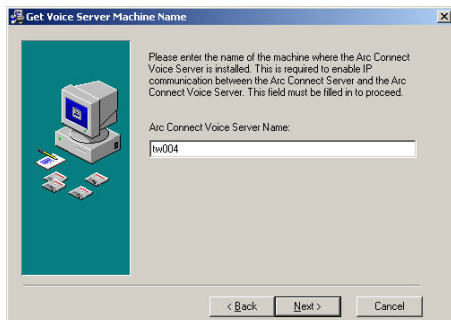 Get Voice Server Machine Name
Please enter the name of the machine where the Arc Connect
Voice Server is installed. This is required to enable IP
communication between the Arc Connect Server and the Arc
Connect Voice Server. This field must be filled in to proceed.
Arc Connect Voice Server Name:
tw004
< Back
Next >
Cancel